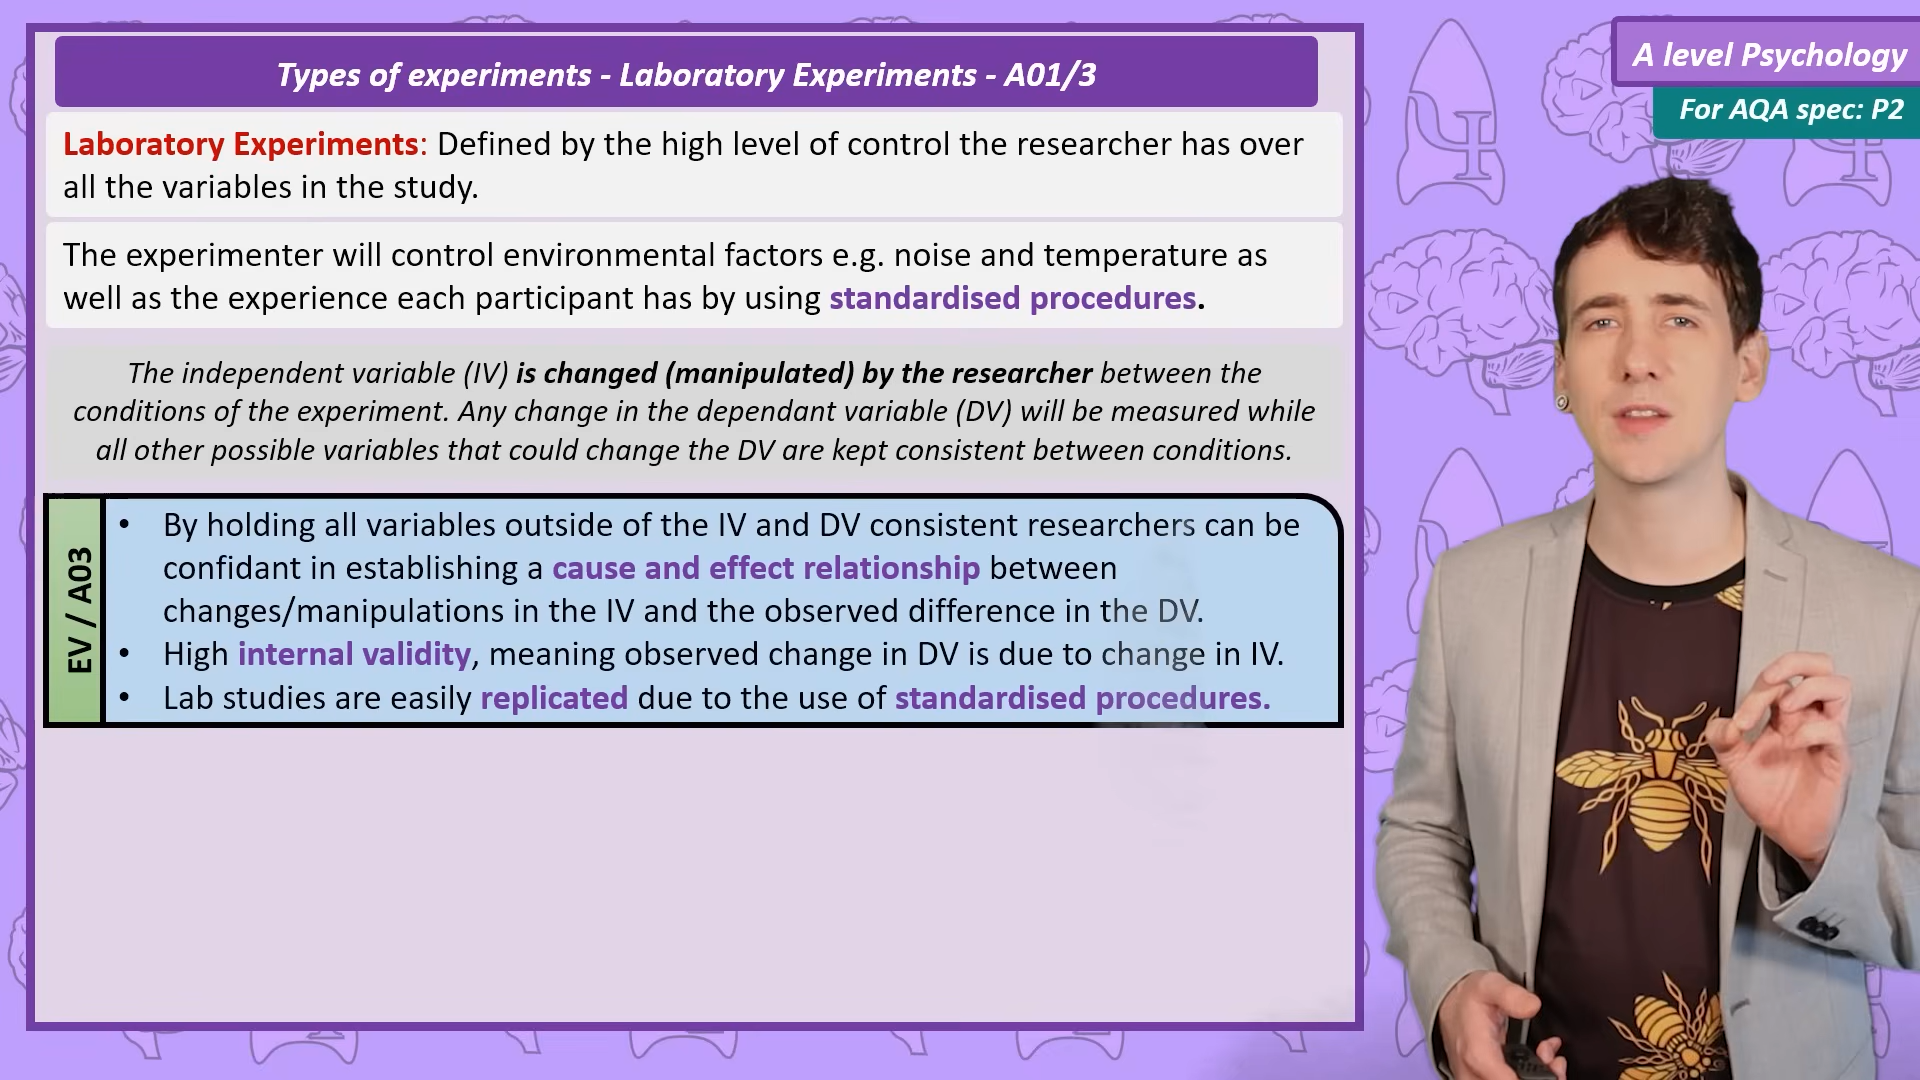 Types of experiments - Laboratory Experiments - A01/3
A level Psychology
For AQA spec: P2
Laboratory Experiments: Defined by the high level of control the researcher has over
all the variables in the study.
The experimenter will control environmental factors e.g. noise and temperature as
well as the experience each participant has by using standardised procedures.
The independent variable (IV) is changed (manipulated) by the researcher between the
conditions of the experiment. Any change in the dependant variable (DV) will be measured while
all other possible variables that could change the DV are kept consistent between conditions.
EV / A03
• By holding all variables outside of the IV and DV consistent researchers can be
confidant in establishing a cause and effect relationship between
changes/manipulations in the IV and the observed difference in the DV.
• High internal validity, meaning observed change in DV is due to change in IV.
• Lab studies are easily replicated due to the use of standardised procedures.